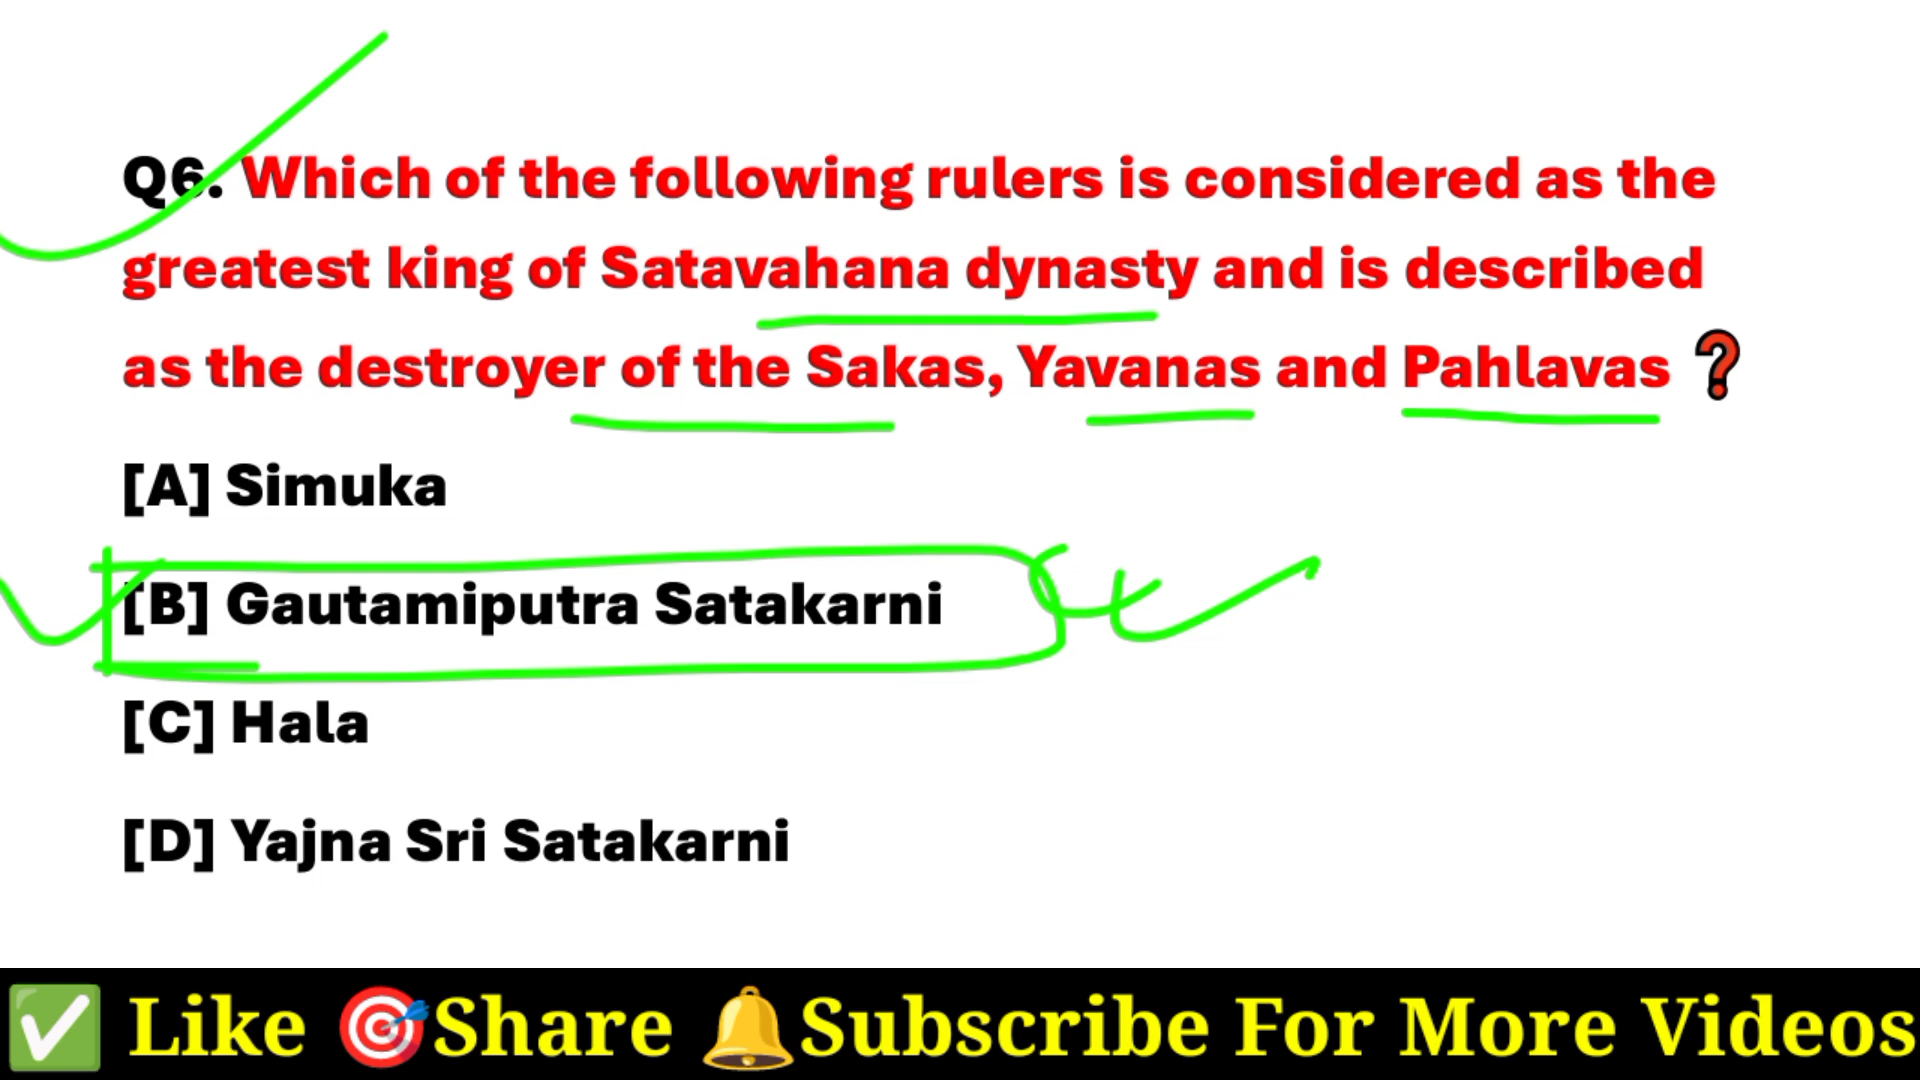 Q6. Which of the following rulers is considered as the
greatest king of Satavahana dynasty and is described
as the destroyer of the Sakas, Yavanas and Pahlavas ❓
[A] Simuka
[B] Gautamiputra Satakarni
[C] Hala
[D] Yajna Sri Satakarni
✅ Like 🎯Share 🔔Subscribe For More Videos